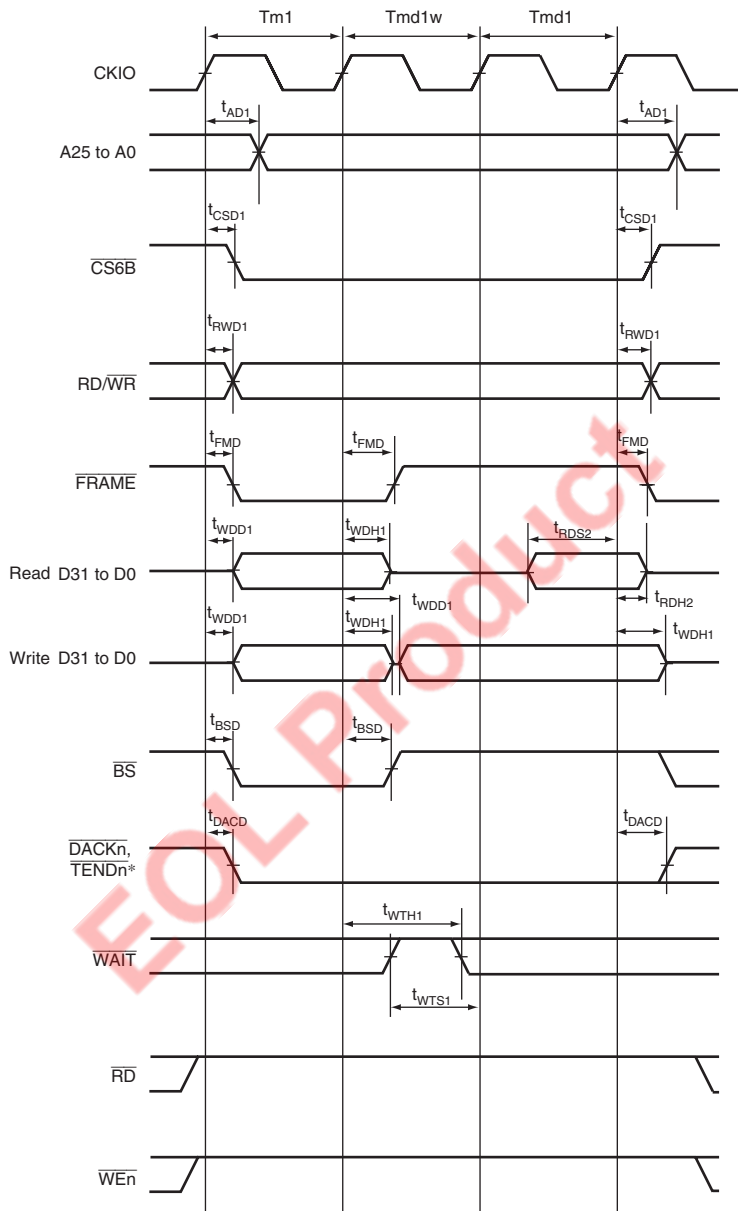 Tm1 Tmd1w Tmd1
CKIO
tAD1 tAD1
A25 to A0
tCSD1 tCSD1
CS6B
tRWD1 tRWD1
RD/WR
tFMD tFMD tFMD
FRAME
tWDD1 tWDH1 tRDS2
Read D31 to D0
tWDD1 tRDH2
tWDD1 tWDH1 tWDH1
Write D31 to D0
tBSD tBSD
BS
tDACD tDACD
DACKn,
TENDn*
tWTH1
WAIT
tWTS1
RD
WEn
EOL Product